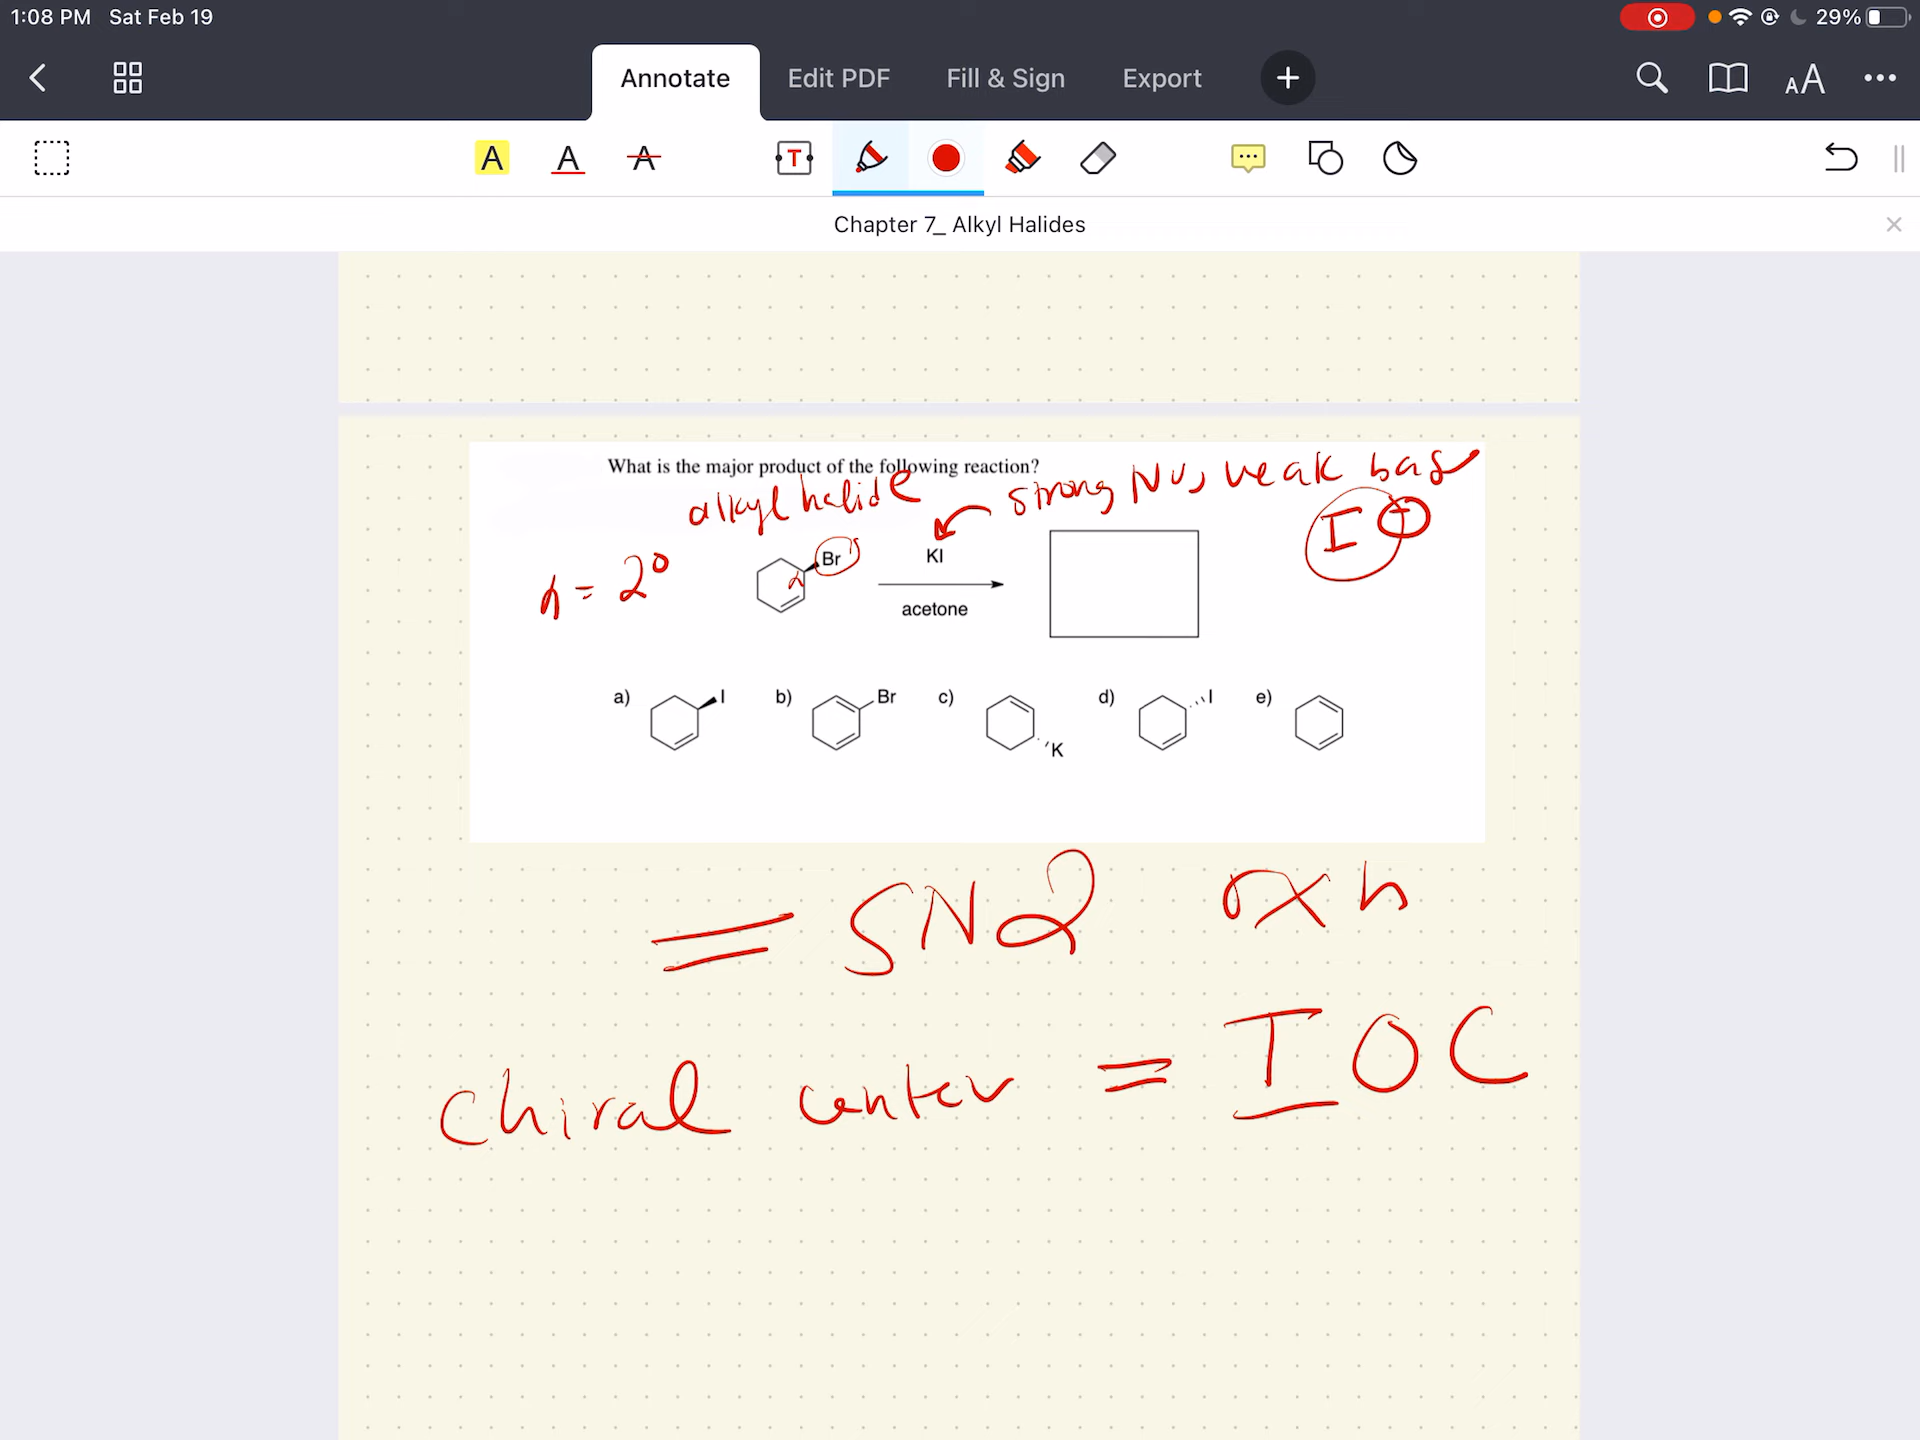 1:08 PM Sat Feb 19
29%
Annotate Edit PDF Fill & Sign Export
AA
A A A T
Chapter 7_ Alkyl Halides
What is the major product of the following reaction?
alkyl halide strong Nu, weak base
I
= 2°
Br
α
KI
acetone
a) I b) Br c) K d) I e)
= SN2 rxn
chiral center = IOC